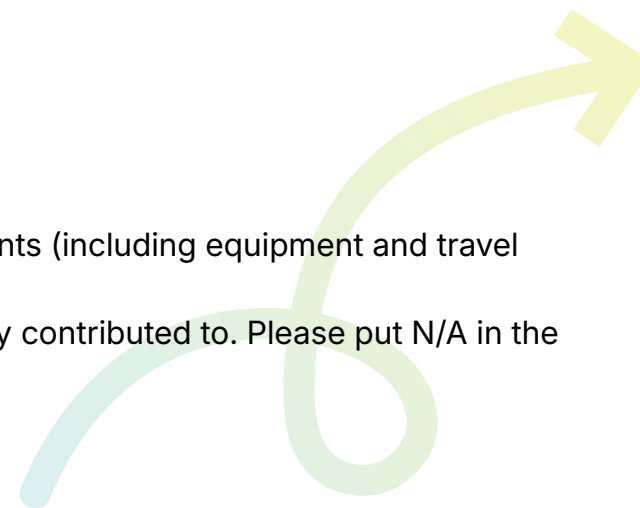 nts (including equipment and travel
y contributed to. Please put N/A in the